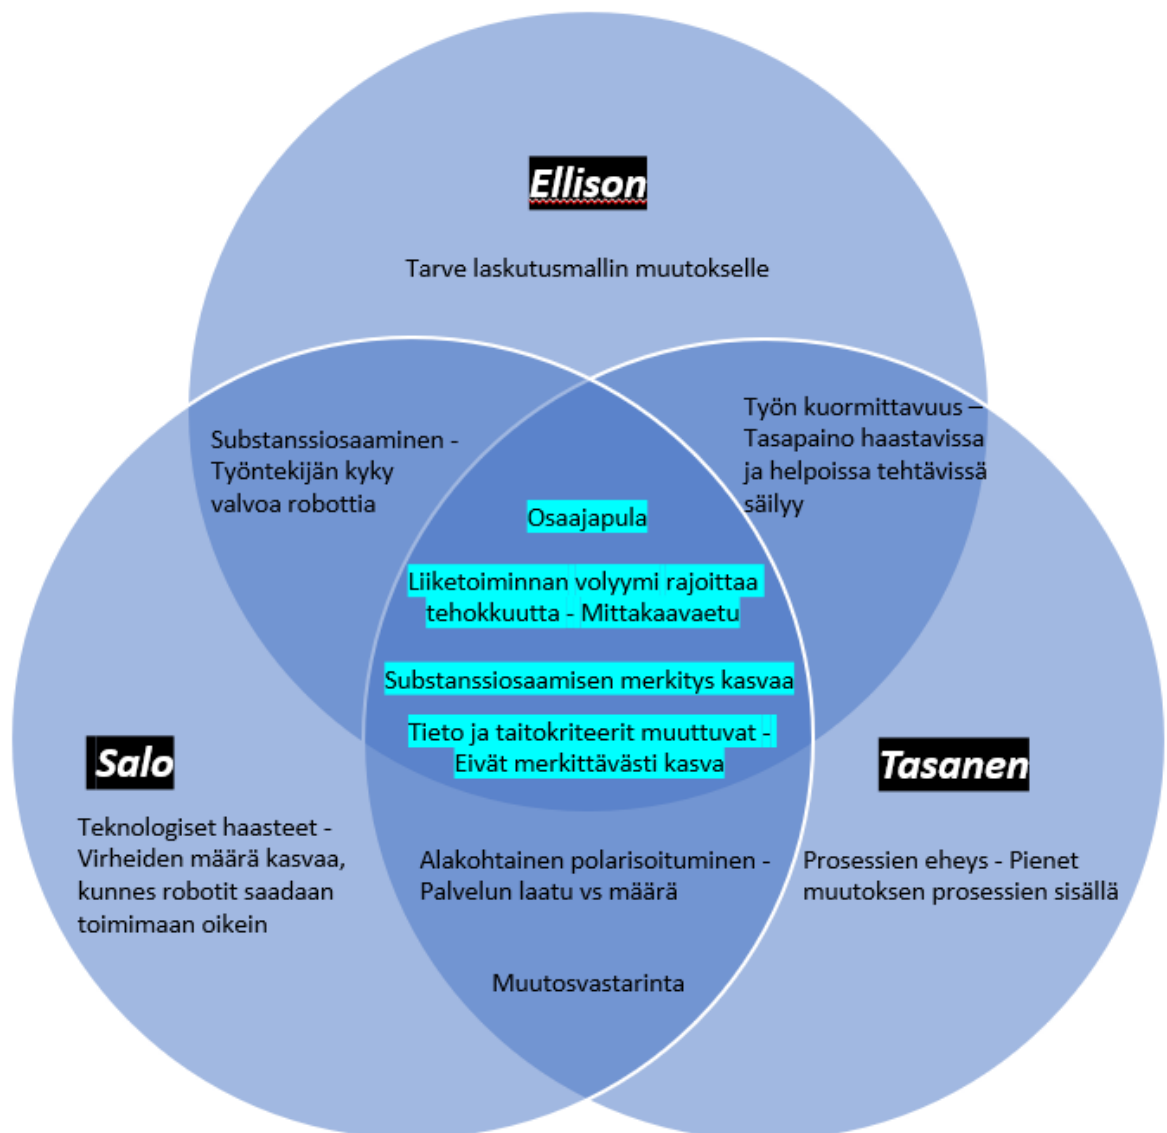 Ellison
Tarve laskutusmallin muutokselle
Substanssiosaaminen -
Työntekijän kyky
valvoa robottia
Työn kuormittavuus –
Tasapaino haastavissa
ja helpoissa tehtävissä
säilyy
Osaajapula
Liiketoiminnan volyymi rajoittaa
tehokkuutta - Mittakaavaetu
Substanssiosaamisen merkitys kasvaa
Tieto ja taitokriteerit muuttuvat -
Eivät merkittävästi kasva
Salo
Teknologiset haasteet -
Virheiden määrä kasvaa,
kunnes robotit saadaan
toimimaan oikein
Alakohtainen polarisoituminen -
Palvelun laatu vs määrä
Muutosvastarinta
Tasanen
Prosessien eheys - Pienet
muutoksen prosessien sisällä